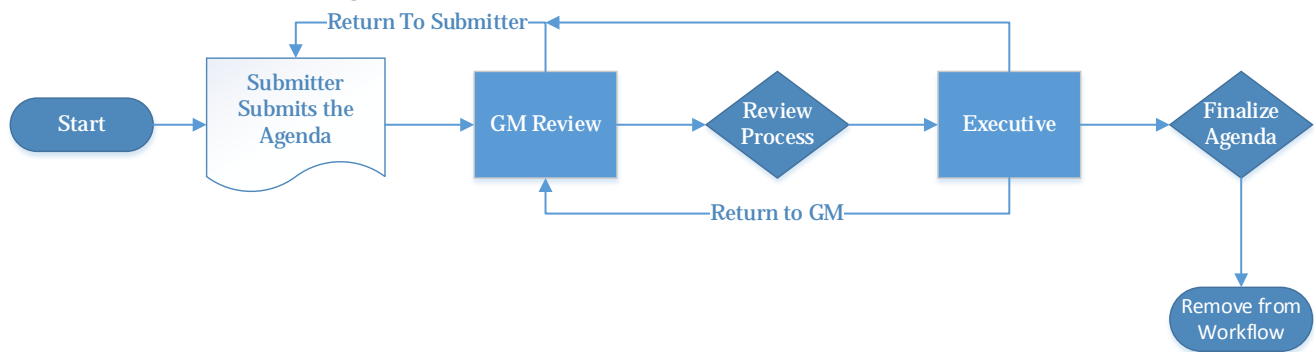 Return To Submitter
Start
Submitter
Submits the
Agenda
GM Review
Review
Process
Executive
Finalize
Agenda
Return to GM
Remove from
Workflow